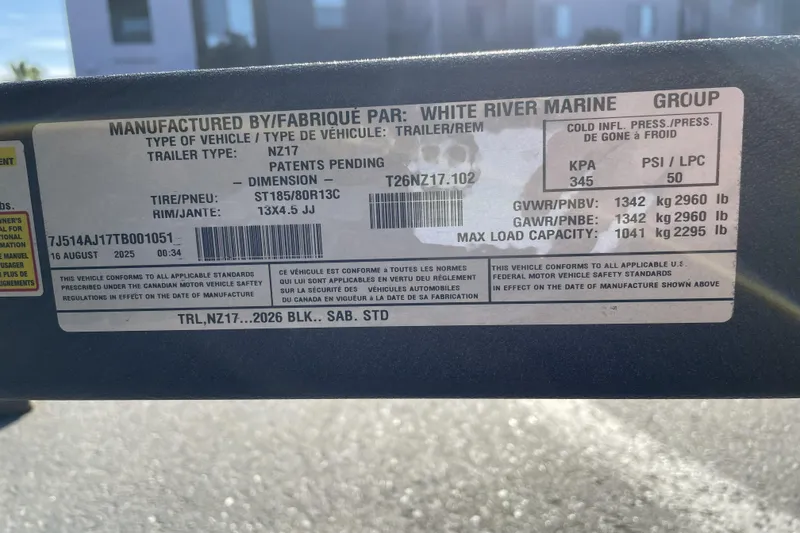 MANUFACTURED BY/FABRIQUÉ PAR: WHITE RIVER MARINE GROUP
TYPE OF VEHICLE / TYPE DE VÉHICULE: TRAILER/REM
TRAILER TYPE: NZ17
PATENTS PENDING
— DIMENSION — T26NZ17.102
TIRE/PNEU: ST185/80R13C
RIM/JANTE: 13X4.5 JJ
COLD INFL. PRESS./PRESS.
DE GONE à FROID
KPA PSI / LPC
345 50
GVWR/PNBV: 1342 kg 2960 lb
GAWR/PNBE: 1342 kg 2960 lb
MAX LOAD CAPACITY: 1041 kg 2295 lb
7J514AJ17TB001051
16 AUGUST 2025 00:34
THIS VEHICLE CONFORMS TO ALL APPLICABLE STANDARDS
PRESCRIBED UNDER THE CANADIAN MOTOR VEHICLE SAFTEY
REGULATIONS IN EFFECT ON THE DATE OF MANUFACTURE
CE VÉHICULE EST CONFORME à TOUTES LES NORMES
QUI LUI SONT APPLICABLES EN VERTU DEU RÉGLEMENT
SUR LA SÉCURITÉ DES VÉHICULES AUTOMOBILES
DU CANADA EN VIGUEUR à LA DATE DE SA FABRICATION
THIS VEHICLE CONFORMS TO ALL APPLICABLE U.S.
FEDERAL MOTOR VEHICLE SAFETY STANDARDS
IN EFFECT ON THE DATE OF MANUFACTURE SHOWN ABOVE
TRL,NZ17...2026 BLK.. SAB. STD